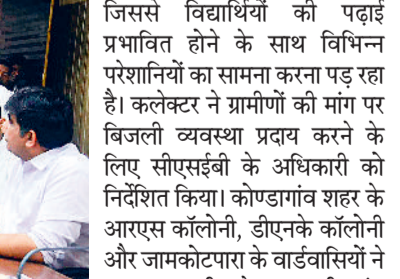 जिससे विद्यार्थियों की पढ़ाई
प्रभावित होने के साथ विभिन्न
परेशानियों का सामना करना पड़ रहा
है। कलेक्टर ने ग्रामीणों की मांग पर
बिजली व्यवस्था प्रदाय करने के
लिए सीएसईबी के अधिकारी को
निर्देशित किया। कोण्डागांव शहर के
आरएस कॉलोनी, डीएनके कॉलोनी
और जामकोटपारा के वार्डवासियों ने